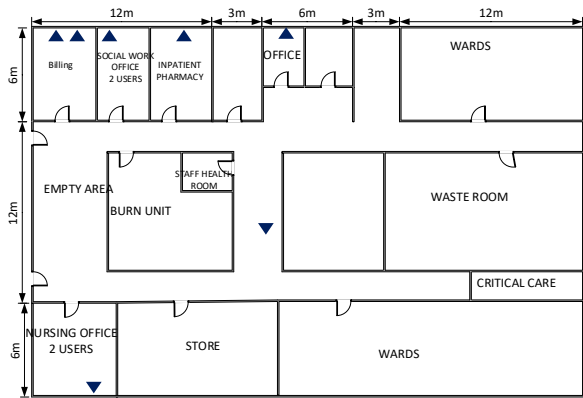 12m
3m
6m
3m
12m
6m
12m
6m
Billing
SOCIAL WORK
OFFICE
2 USERS
INPATIENT
PHARMACY
OFFICE
WARDS
EMPTY AREA
BURN UNIT
STAFF HEALTH
ROOM
WASTE ROOM
CRITICAL CARE
NURSING OFFICE
2 USERS
STORE
WARDS